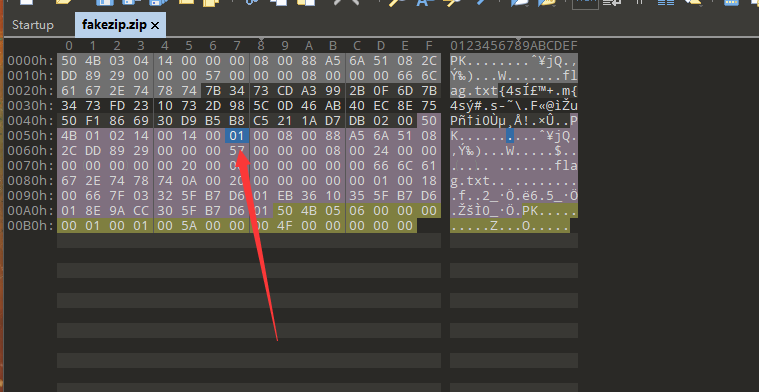 Startup fakezip.zip ×
0 1 2 3 4 5 6 7 8 9 A B C D E F 0123456789ABCDEF
0000h: 50 4B 03 04 14 00 00 00 08 00 88 A5 6A 51 08 2C PK........ˆ¥jQ.,
0010h: DD 89 29 00 00 00 57 00 00 00 08 00 00 00 66 6C Ý‰)...W.......fl
0020h: 61 67 2E 74 78 74 7B 34 73 CD A3 99 2B 0F 6D 7B ag.txt{4sÍ£™+.m{
0030h: 34 73 FD 23 10 73 2D 98 5C 0D 46 AB 40 EC 8E 75 4sý#.s-˜\.F«@ìŽu
0040h: 50 F1 86 69 30 D9 B5 B8 C5 21 1A D7 DB 02 00 50 Pñ†i0Ùµ¸Å!.×Û..P
0050h: 4B 01 02 14 00 14 00 01 00 08 00 88 A5 6A 51 08 K..........ˆ¥jQ.
0060h: 2C DD 89 29 00 00 00 57 00 00 00 08 00 24 00 00 ,Ý‰)...W.....$..
0070h: 00 00 00 00 00 20 00 00 00 00 00 00 00 66 6C 61 ..... .......fla
0080h: 67 2E 74 78 74 0A 00 20 00 00 00 00 00 01 00 18 g.txt.. ........
0090h: 00 66 7F 03 32 5F B7 D6 01 EB 36 10 35 5F B7 D6 .f..2_·Ö.ë6.5_·Ö
00A0h: 01 8E 9A CC 30 5F B7 D6 01 50 4B 05 06 00 00 00 .ŽšÌ0_·Ö.PK.....
00B0h: 00 01 00 01 00 5A 00 00 00 4F 00 00 00 00 00 .....Z...O.....